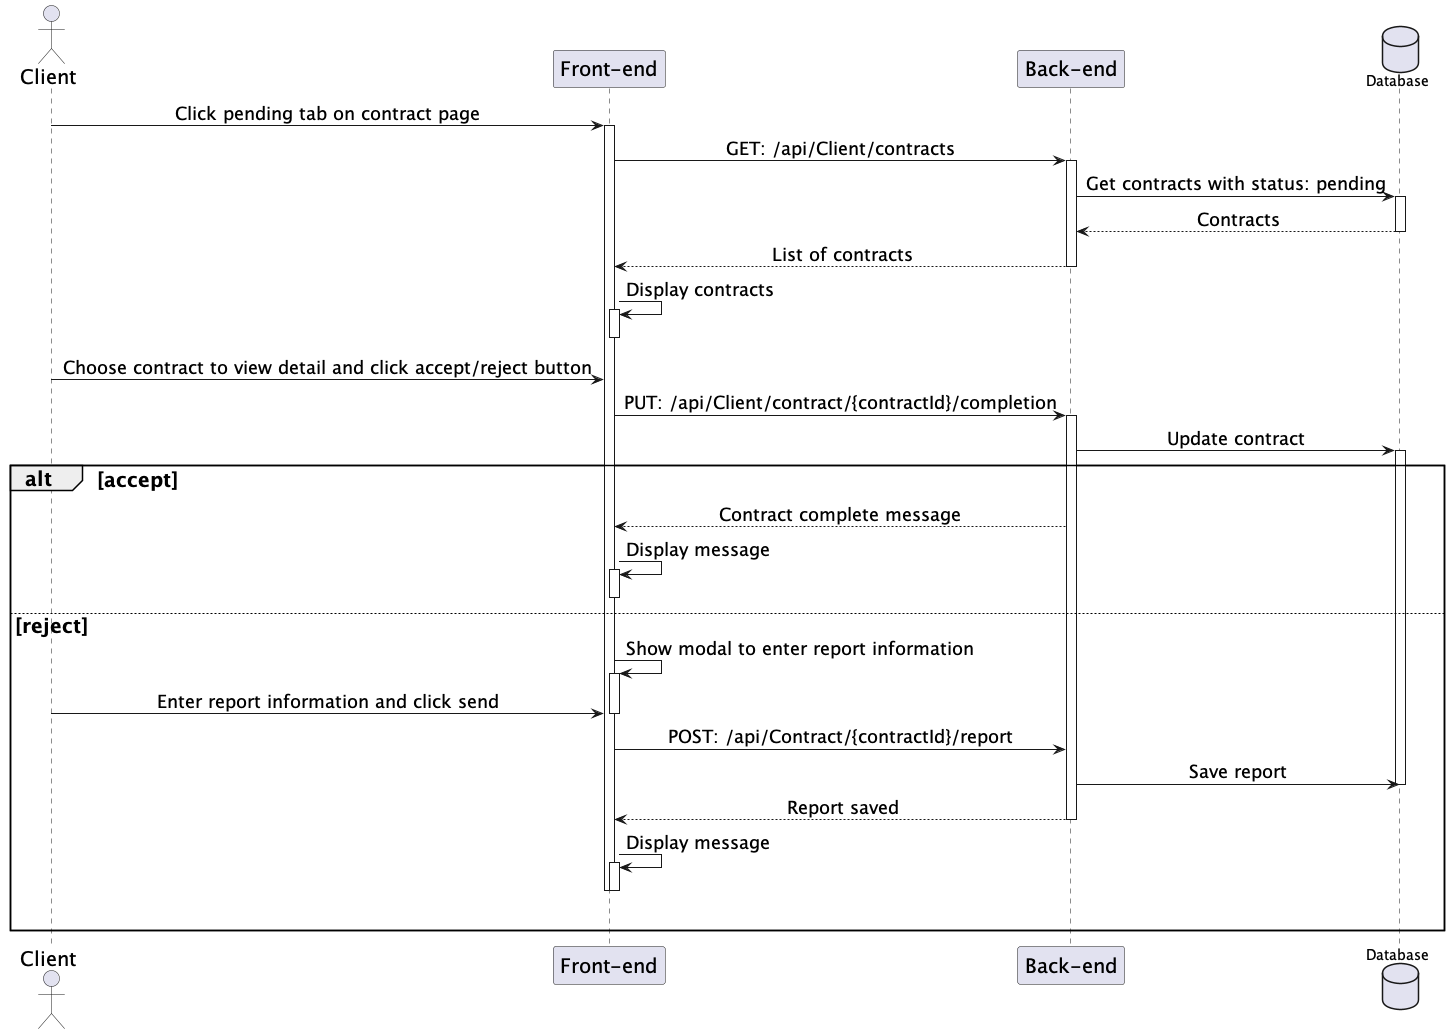 Client
Front-end
Back-end
Database
Click pending tab on contract page
GET: /api/Client/contracts
Get contracts with status: pending
Contracts
List of contracts
Display contracts
Choose contract to view detail and click accept/reject button
PUT: /api/Client/contract/{contractId}/completion
Update contract
alt [accept]
Contract complete message
Display message
[reject]
Show modal to enter report information
Enter report information and click send
POST: /api/Contract/{contractId}/report
Save report
Report saved
Display message
Client
Front-end
Back-end
Database